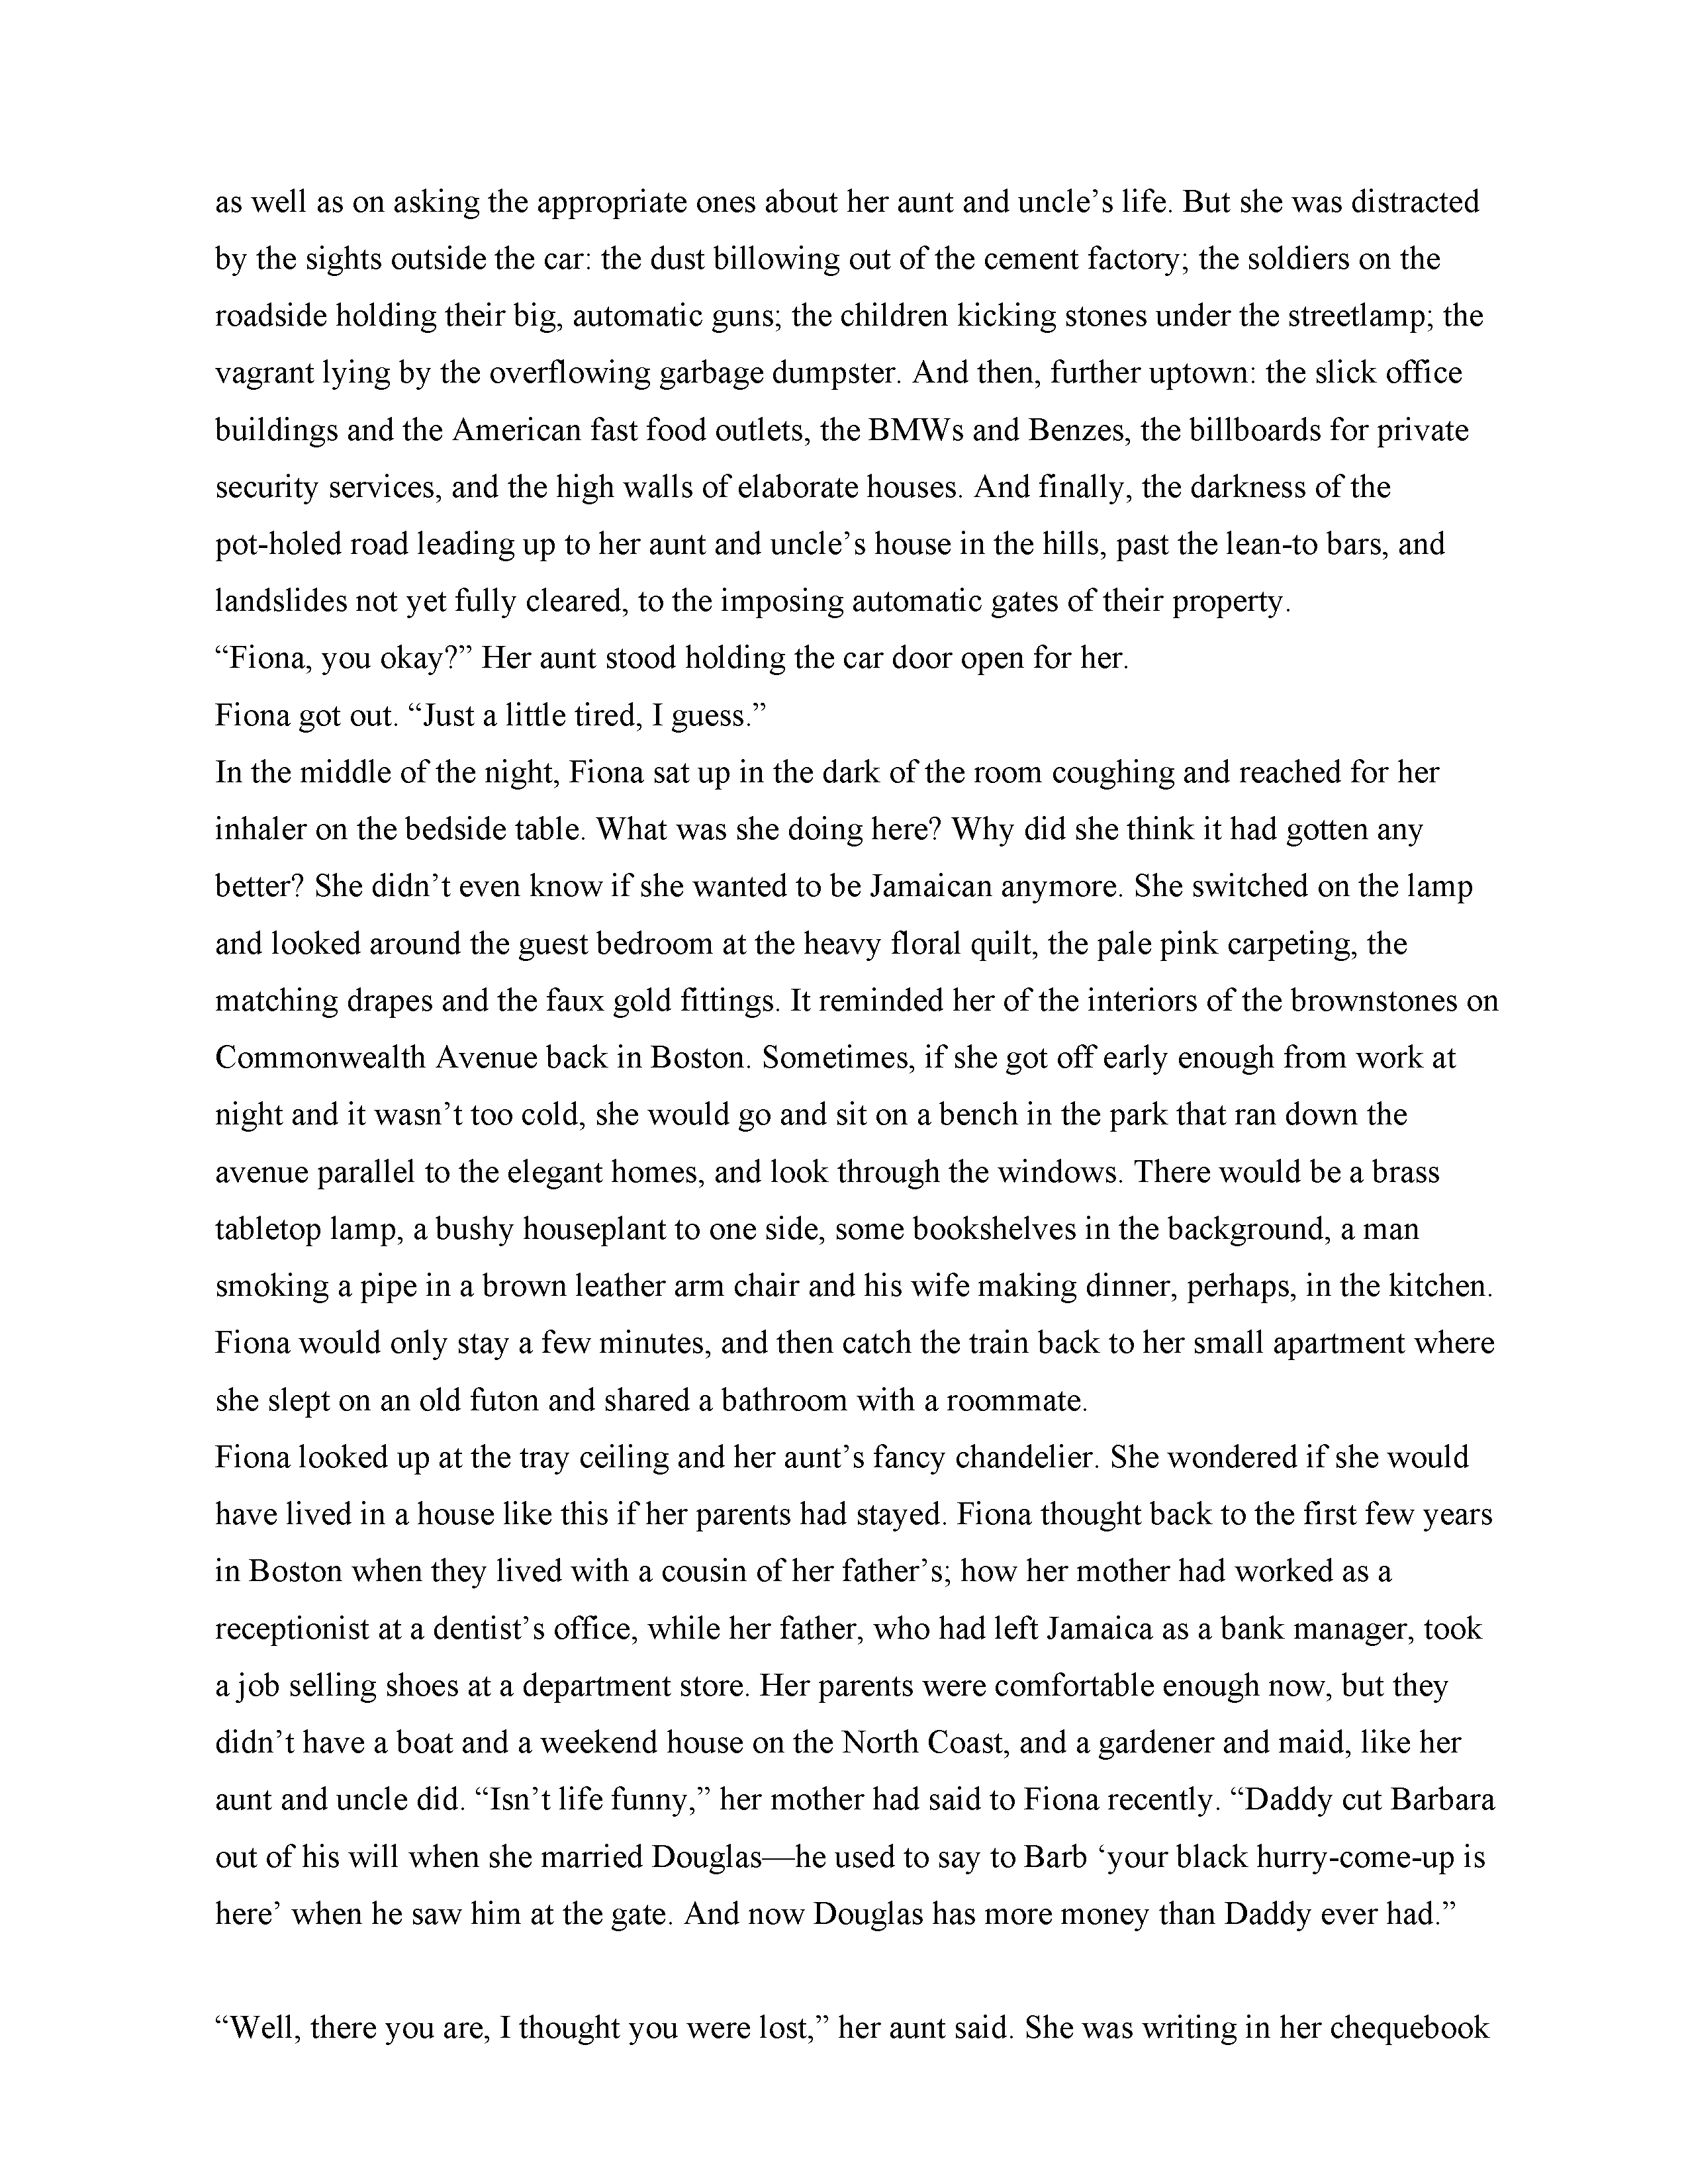 as well as on asking the appropriate ones about her aunt and uncle’s life. But she was distracted
by the sights outside the car: the dust billowing out of the cement factory; the soldiers on the
roadside holding their big, automatic guns; the children kicking stones under the streetlamp; the
vagrant lying by the overflowing garbage dumpster. And then, further uptown: the slick office
buildings and the American fast food outlets, the BMWs and Benzes, the billboards for private
security services, and the high walls of elaborate houses. And finally, the darkness of the
pot-holed road leading up to her aunt and uncle’s house in the hills, past the lean-to bars, and
landslides not yet fully cleared, to the imposing automatic gates of their property.
“Fiona, you okay?” Her aunt stood holding the car door open for her.
Fiona got out. “Just a little tired, I guess.”
In the middle of the night, Fiona sat up in the dark of the room coughing and reached for her
inhaler on the bedside table. What was she doing here? Why did she think it had gotten any
better? She didn’t even know if she wanted to be Jamaican anymore. She switched on the lamp
and looked around the guest bedroom at the heavy floral quilt, the pale pink carpeting, the
matching drapes and the faux gold fittings. It reminded her of the interiors of the brownstones on
Commonwealth Avenue back in Boston. Sometimes, if she got off early enough from work at
night and it wasn’t too cold, she would go and sit on a bench in the park that ran down the
avenue parallel to the elegant homes, and look through the windows. There would be a brass
tabletop lamp, a bushy houseplant to one side, some bookshelves in the background, a man
smoking a pipe in a brown leather arm chair and his wife making dinner, perhaps, in the kitchen.
Fiona would only stay a few minutes, and then catch the train back to her small apartment where
she slept on an old futon and shared a bathroom with a roommate.
Fiona looked up at the tray ceiling and her aunt’s fancy chandelier. She wondered if she would
have lived in a house like this if her parents had stayed. Fiona thought back to the first few years
in Boston when they lived with a cousin of her father’s; how her mother had worked as a
receptionist at a dentist’s office, while her father, who had left Jamaica as a bank manager, took
a job selling shoes at a department store. Her parents were comfortable enough now, but they
didn’t have a boat and a weekend house on the North Coast, and a gardener and maid, like her
aunt and uncle did. “Isn’t life funny,” her mother had said to Fiona recently. “Daddy cut Barbara
out of his will when she married Douglas—he used to say to Barb ‘your black hurry-come-up is
here’ when he saw him at the gate. And now Douglas has more money than Daddy ever had.”
“Well, there you are, I thought you were lost,” her aunt said. She was writing in her chequebook